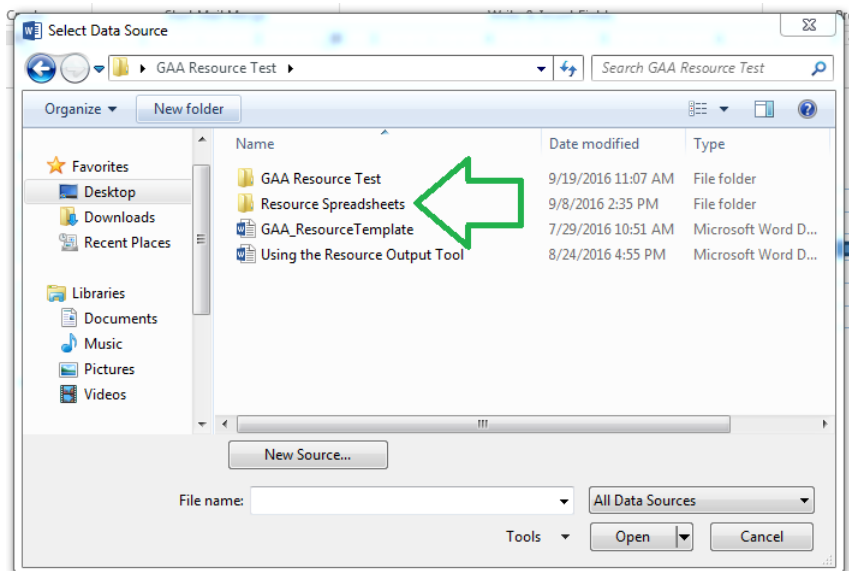 Select Data Source
GAA Resource Test
Search GAA Resource Test
Organize New folder
Name Date modified Type
Favorites
Desktop
Downloads
Recent Places
Libraries
Documents
Music
Pictures
Videos
GAA Resource Test 9/19/2016 11:07 AM File folder
Resource Spreadsheets 9/8/2016 2:35 PM File folder
GAA_ResourceTemplate 7/29/2016 10:51 AM Microsoft Word D...
Using the Resource Output Tool 8/24/2016 4:55 PM Microsoft Word D...
New Source...
File name: All Data Sources
Tools Open Cancel